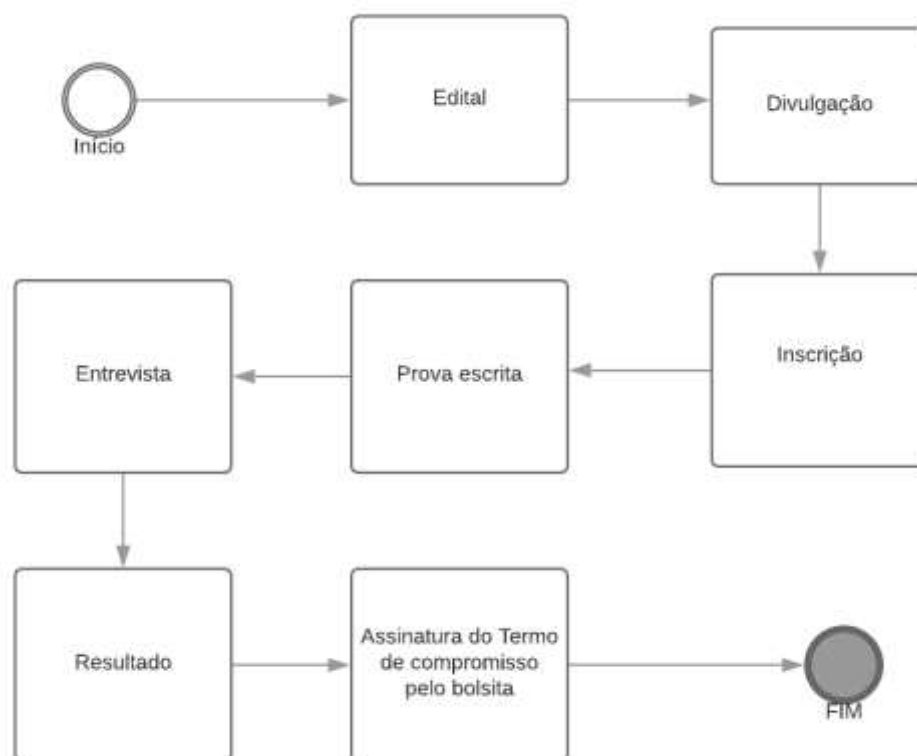 Início
Edital
Divulgação
Inscrição
Prova escrita
Entrevista
Resultado
Assinatura do Termo
de compromisso
pelo bolsita
FIM